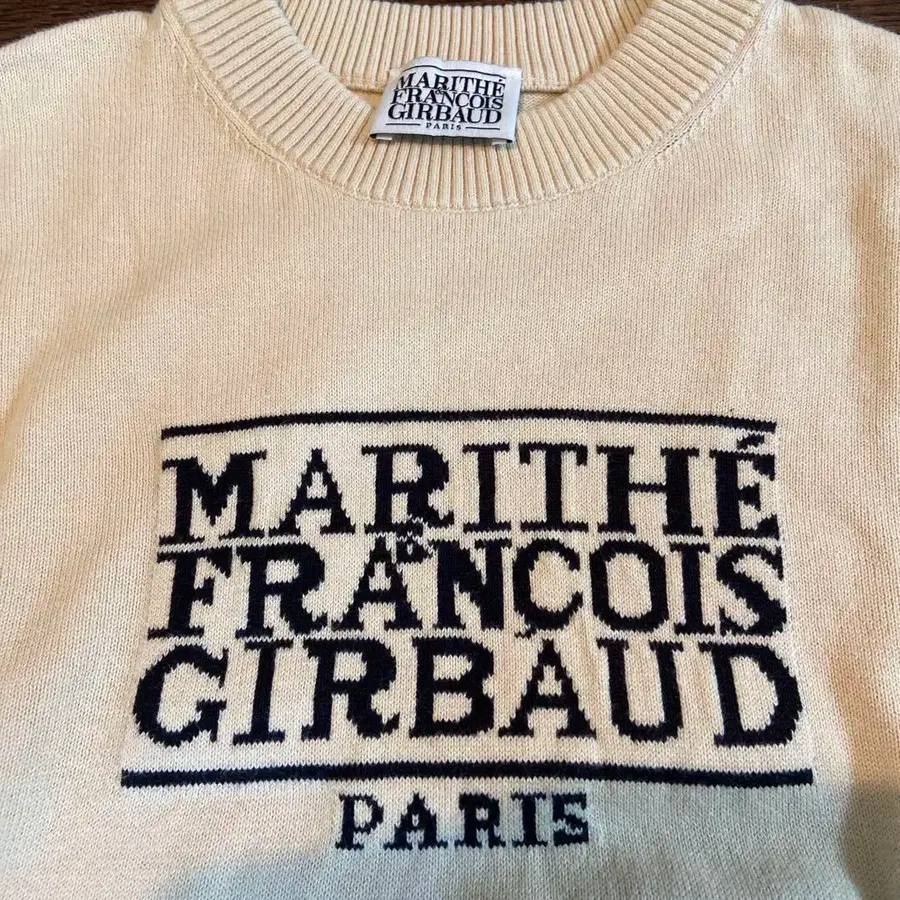 MARITHÉ
&
FRANÇOIS
GIRBAUD
PARIS
MARITHÉ
&
FRANÇOIS
GIRBAUD
PARIS